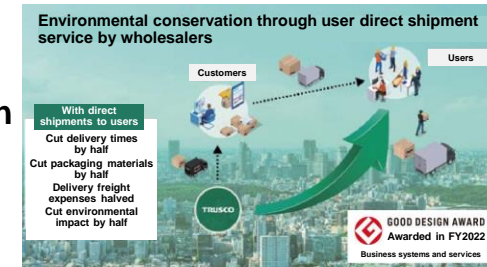 Environmental conservation through user direct shipment
service by wholesalers
Users
Customers
n
With direct
shipments to users
Cut delivery times
by half
Cut packaging materials
by half
Delivery freight
expenses halved
Cut environmental
impact by half
TRUSCO
GOOD DESIGN AWARD
Awarded in FY2022
Business systems and services